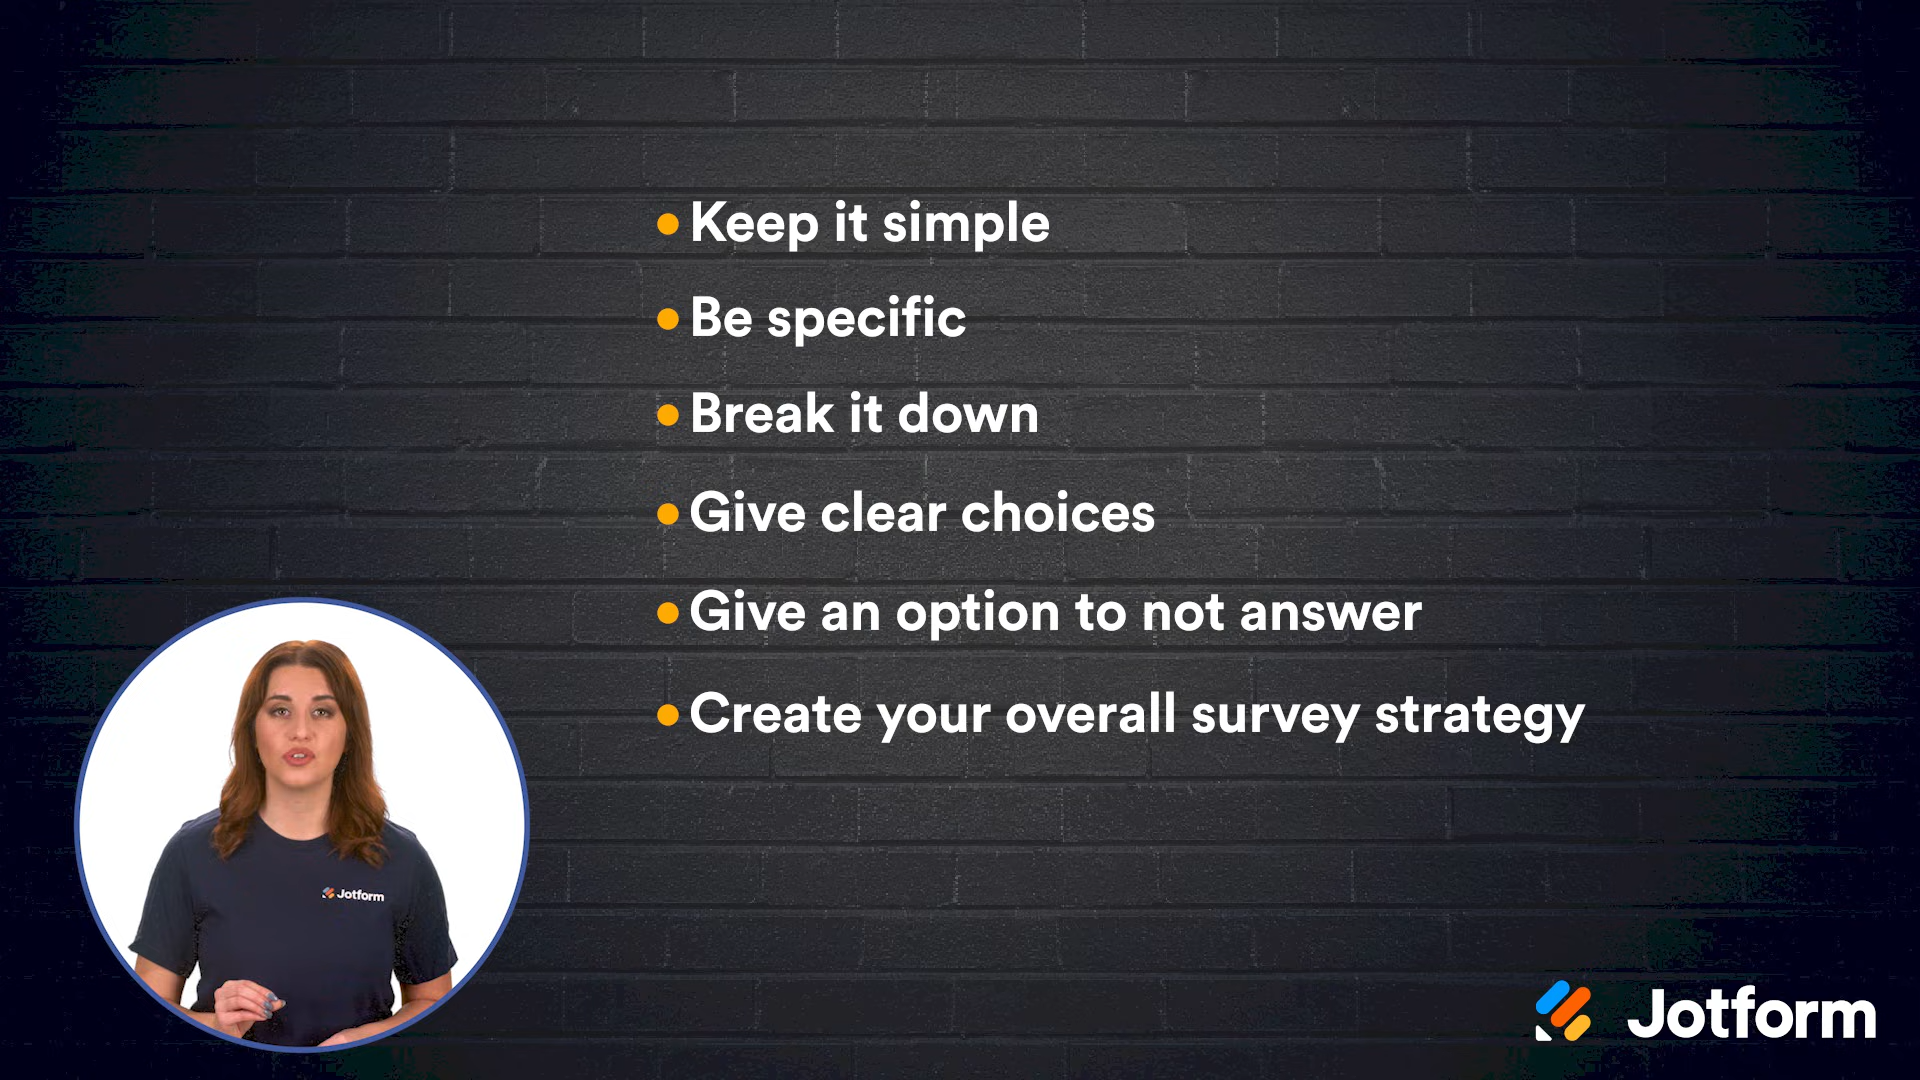 Keep it simple
Be specific
Break it down
Give clear choices
Give an option to not answer
Create your overall survey strategy
Jotform
Jotform